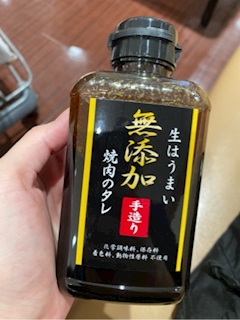 生はうまい
無添加
焼肉のタレ
手造り
化学調味料、保存料
着色料、動物性原料 不使用